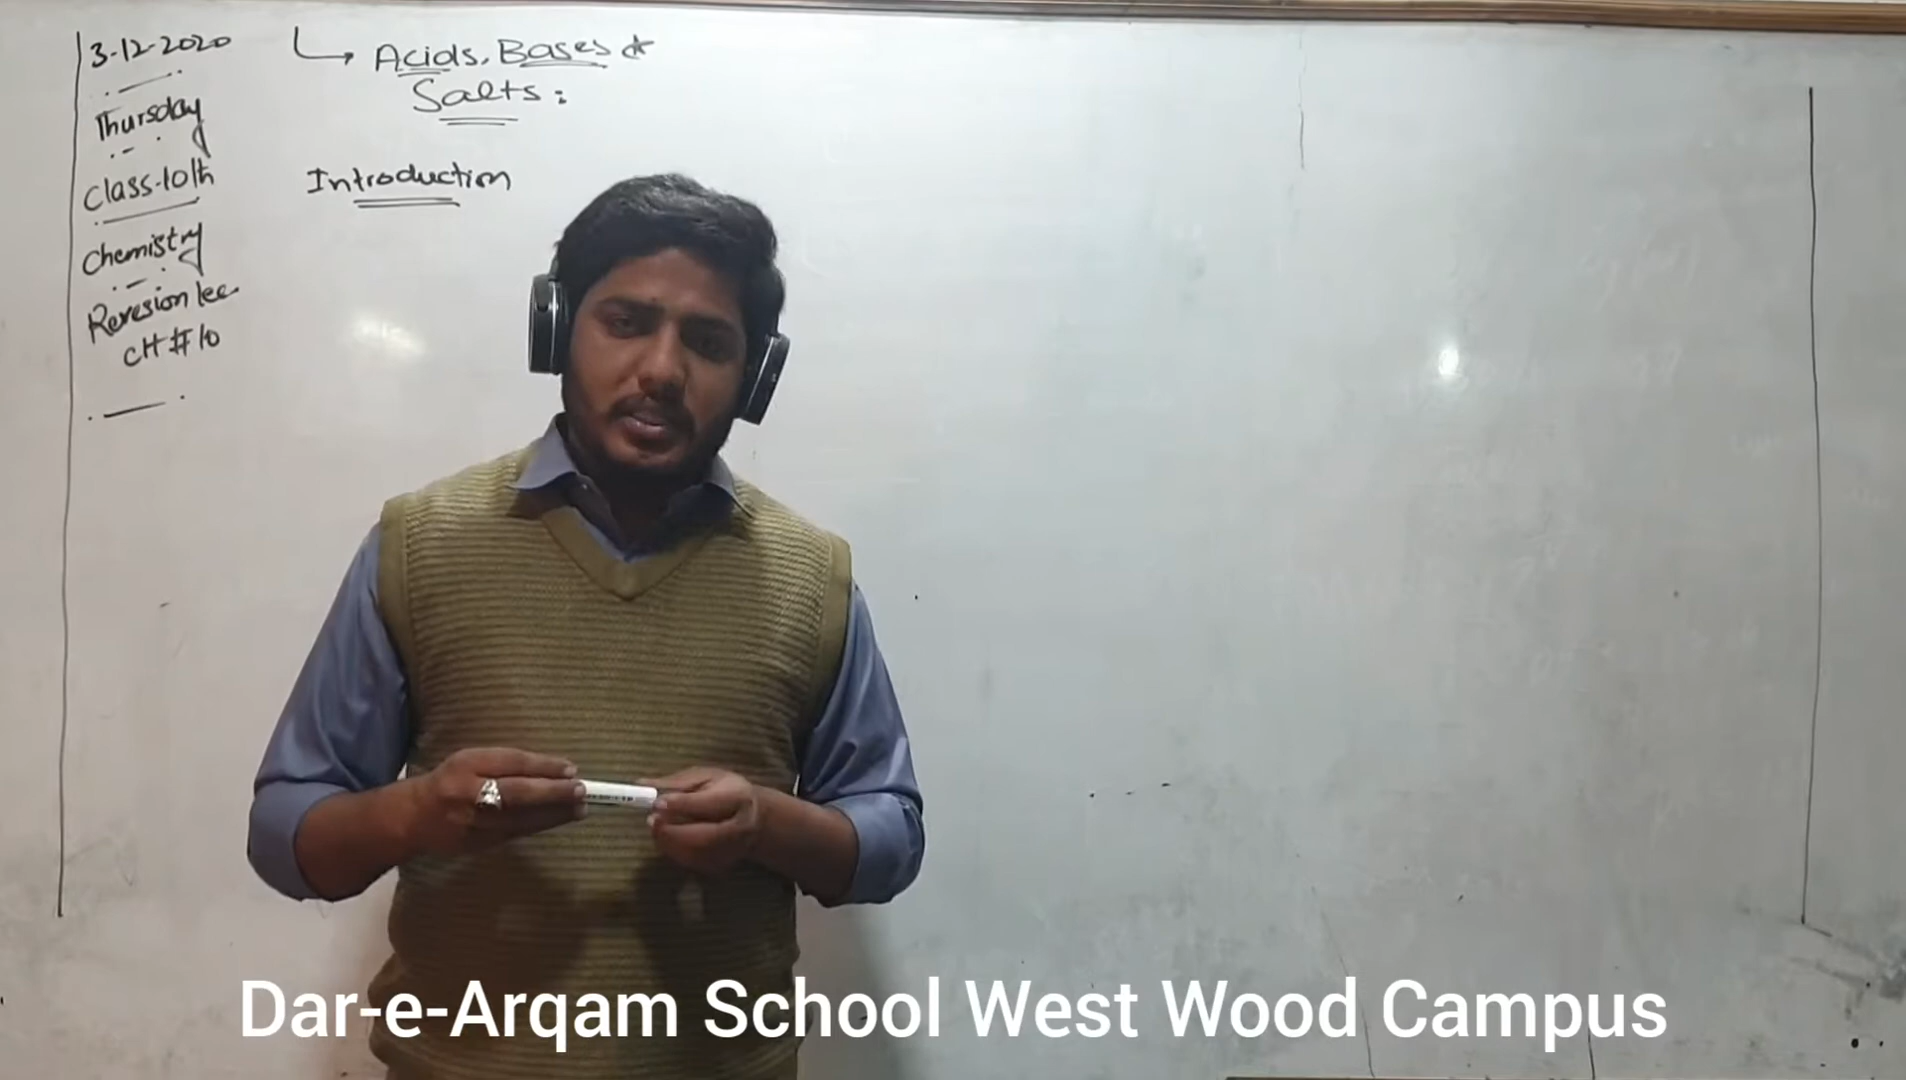 3-12-2020
Thursday
Class-10th
Chemistry
Revesion lec
CH#10
Acids, Bases &
Salts:
Introduction
Dar-e-Arqam School West Wood Campus